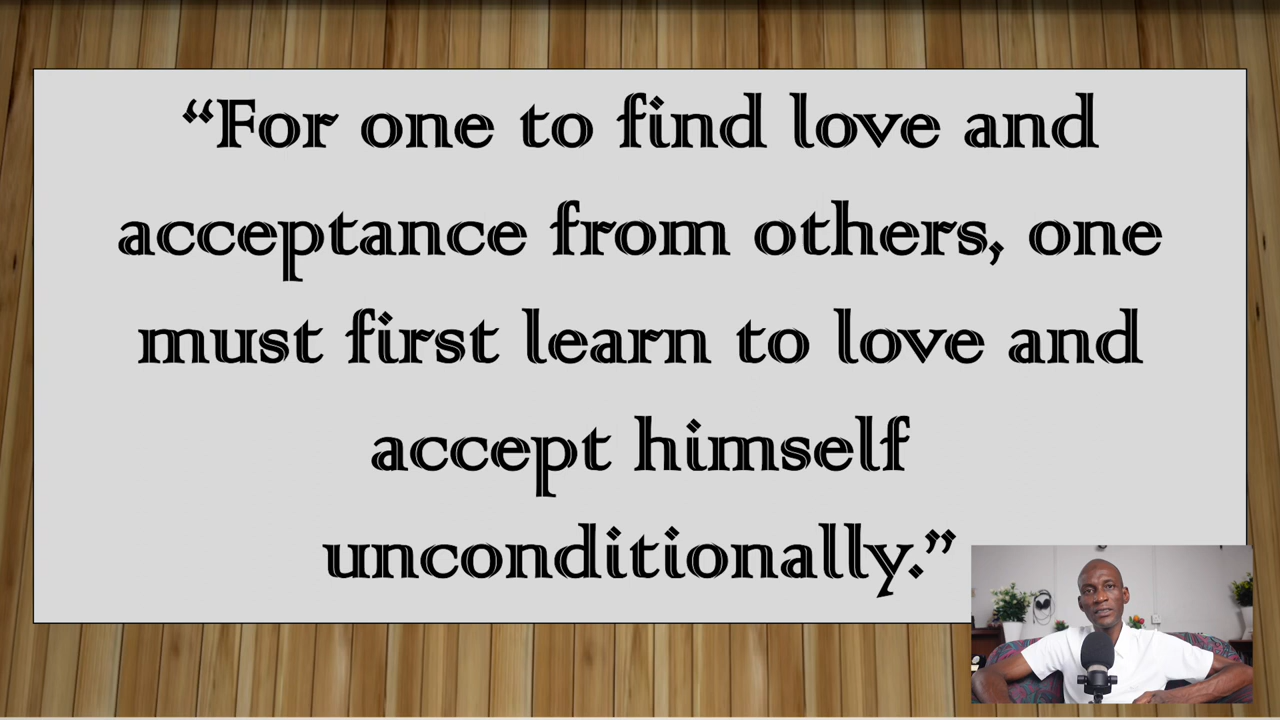 “For one to find love and
acceptance from others, one
must first learn to love and
accept himself
unconditionally.”